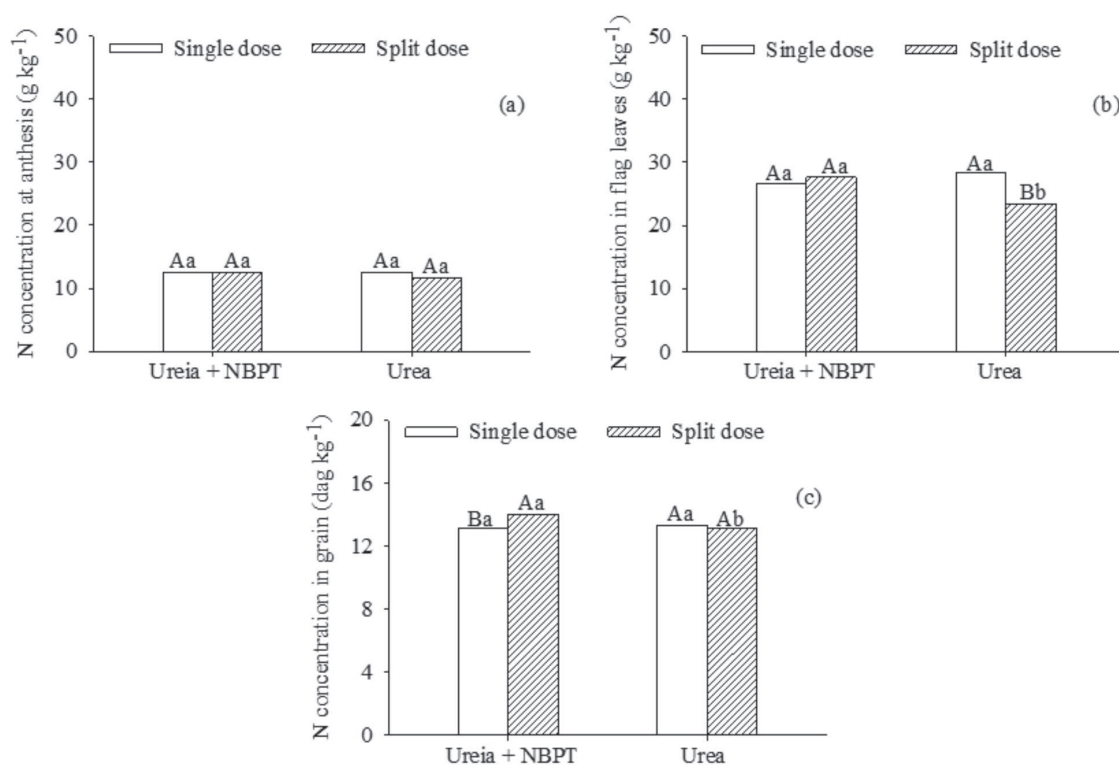 N concentration at anthesis (g kg⁻¹)
50
40
30
20
10
0
Single dose
Split dose
(a)
Aa
Aa
Aa
Aa
Ureia + NBPT
Urea
N concentration in flag leaves (g kg⁻¹)
50
40
30
20
10
0
Single dose
Split dose
(b)
Aa
Aa
Aa
Bb
Ureia + NBPT
Urea
N concentration in grain (dag kg⁻¹)
20
16
12
8
4
0
Single dose
Split dose
(c)
Ba
Aa
Aa
Ab
Ureia + NBPT
Urea